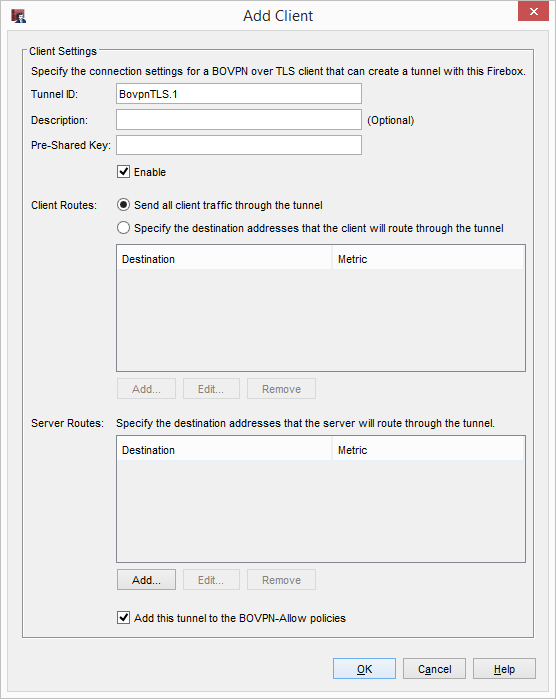 Add Client
Client Settings
Specify the connection settings for a BOVPN over TLS client that can create a tunnel with this Firebox.
Tunnel ID: BovpnTLS.1
Description: (Optional)
Pre-Shared Key:
Enable
Client Routes: Send all client traffic through the tunnel
Specify the destination addresses that the client will route through the tunnel
Destination Metric
Add... Edit... Remove
Server Routes: Specify the destination addresses that the server will route through the tunnel.
Destination Metric
Add... Edit... Remove
Add this tunnel to the BOVPN-Allow policies
OK Cancel Help